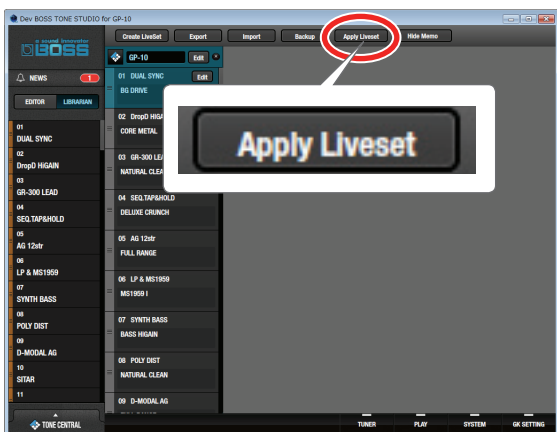 Dev BOSS TONE STUDIO for GP-10
a sound innovator
BOSS
Create LiveSet
Export
Import
Backup
Apply Liveset
Hide Memo
NEWS
1
EDITOR
LIBRARIAN
01
DUAL SYNC
02
DropD HIGAIN
03
GR-300 LEAD
04
SEQ.TAP&HOLD
05
AG 12str
06
LP & MS1959
07
SYNTH BASS
08
POLY DIST
09
D-MODAL AG
10
SITAR
11
GP-10
Edit
01 DUAL SYNC
Edit
BG DRIVE
02 DropD HIGA
CORE METAL
03 GR-300 LE
NATURAL CLEA
04 SEQ.TAP&HOLD
DELUXE CRUNCH
05 AG 12str
FULL RANGE
06 LP & MS1959
MS1959 I
07 SYNTH BASS
BASS HIGAIN
08 POLY DIST
NATURAL CLEAN
09 D-MODAL AG
Apply Liveset
TONE CENTRAL
TUNER
PLAY
SYSTEM
GK SETTING